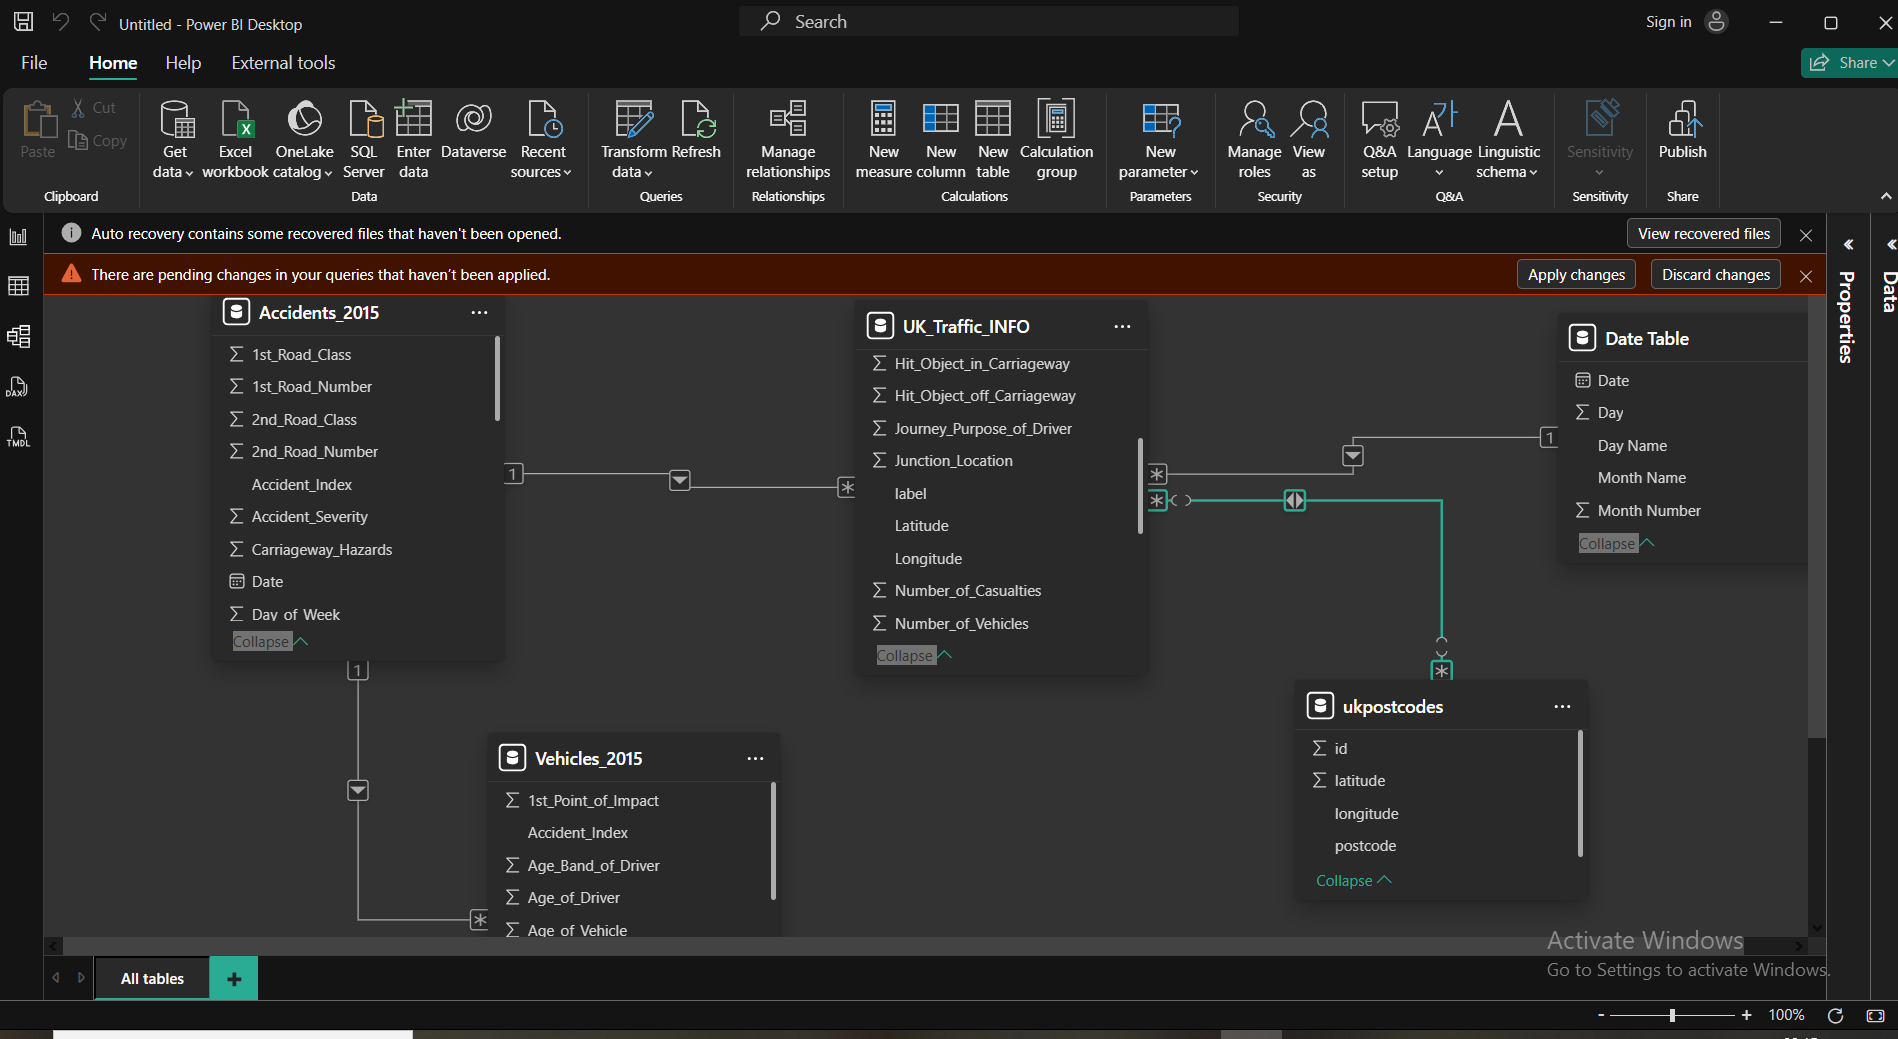 Untitled - Power BI Desktop
Search
Sign in
File
Home
Help
External tools
Share
Paste
Cut
Copy
Clipboard
Get data
Excel workbook
OneLake catalog
SQL Server
Enter data
Dataverse
Recent sources
Data
Transform data
Refresh
Queries
Manage relationships
Relationships
New measure
New column
New table
Calculation group
Calculations
New parameter
Parameters
Manage roles
View as
Security
Q&A setup
Language
Linguistic schema
Q&A
Sensitivity
Sensitivity
Publish
Share
Auto recovery contains some recovered files that haven't been opened.
View recovered files
There are pending changes in your queries that haven't been applied.
Apply changes
Discard changes
Properties
Data
DAX
TMDL
Accidents_2015
1st_Road_Class
1st_Road_Number
2nd_Road_Class
2nd_Road_Number
Accident_Index
Accident_Severity
Carriageway_Hazards
Date
Day_of_Week
Collapse
1
1
UK_Traffic_INFO
Hit_Object_in_Carriageway
Hit_Object_off_Carriageway
Journey_Purpose_of_Driver
Junction_Location
label
Latitude
Longitude
Number_of_Casualties
Number_of_Vehicles
Collapse
*
*
*
1
Date Table
Date
Day
Day Name
Month Name
Month Number
Collapse
*
ukpostcodes
id
latitude
longitude
postcode
Collapse
Vehicles_2015
1st_Point_of_Impact
Accident_Index
Age_Band_of_Driver
Age_of_Driver
Age_of_Vehicle
*
Activate Windows
Go to Settings to activate Windows.
All tables
+
- + 100%